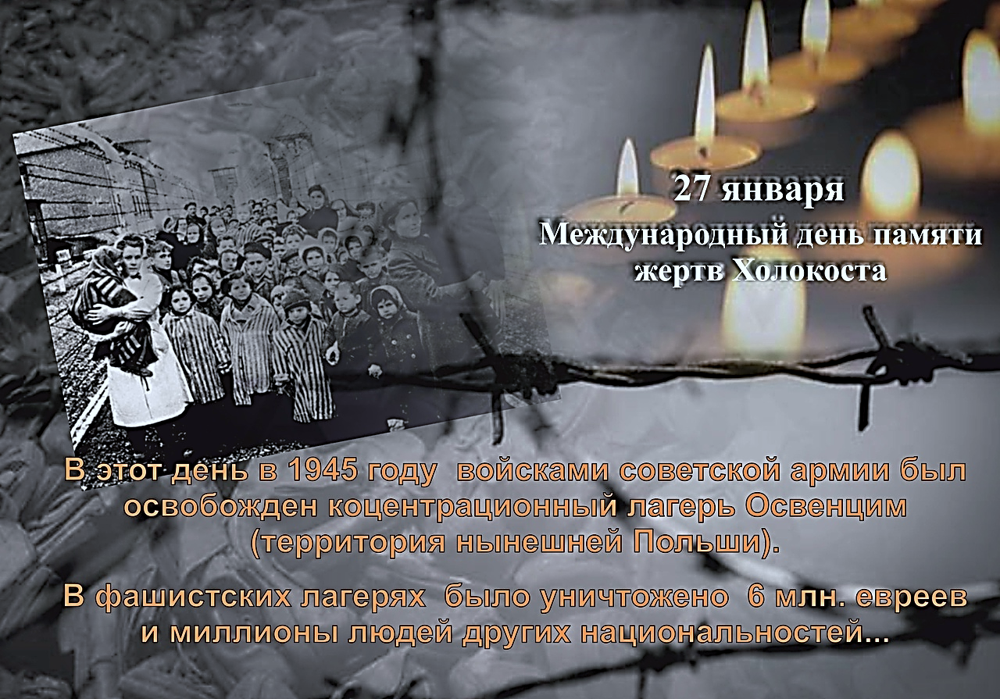 27 января
Международный день памяти
жертв Холокоста
В этот день в 1945 году войсками советской армии был
освобожден коцентрационный лагерь Освенцим
(территория нынешней Польши).
В фашистских лагерях было уничтожено 6 млн. евреев
и миллионы людей других национальностей...